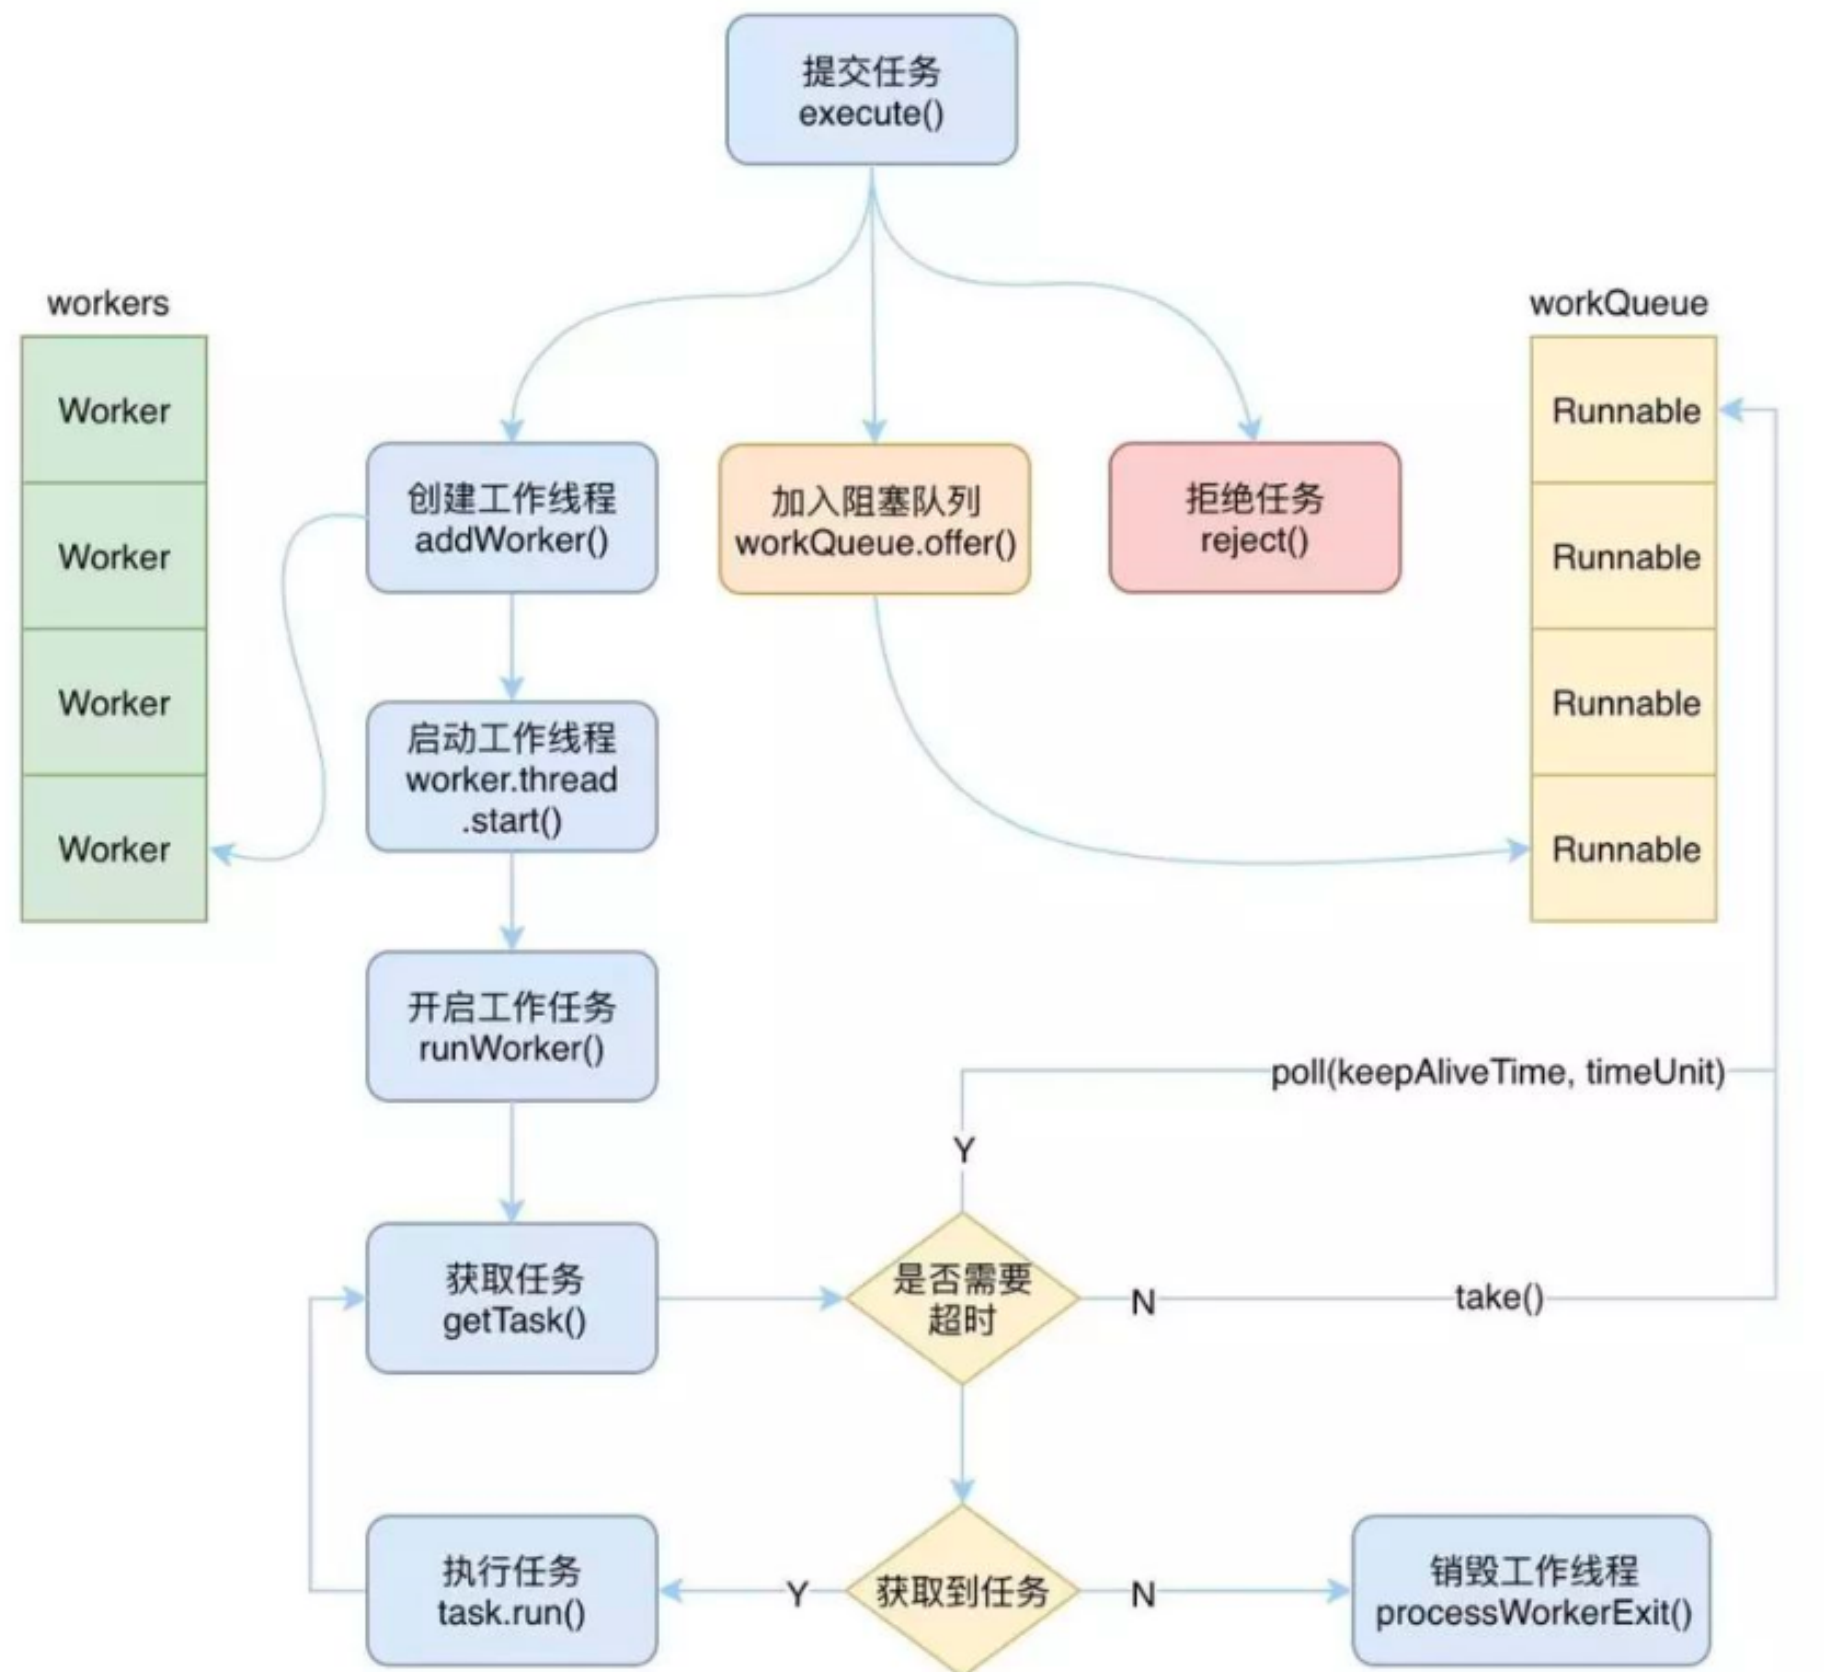 提交任务
execute()
workers
workQueue
Worker
Worker
Worker
Worker
创建工作线程
addWorker()
加入阻塞队列
workQueue.offer()
拒绝任务
reject()
Runnable
Runnable
Runnable
Runnable
启动工作线程
worker.thread
.start()
开启工作任务
runWorker()
poll(keepAliveTime, timeUnit)
Y
获取任务
getTask()
是否需要
超时
N
take()
执行任务
task.run()
Y
获取到任务
N
销毁工作线程
processWorkerExit()